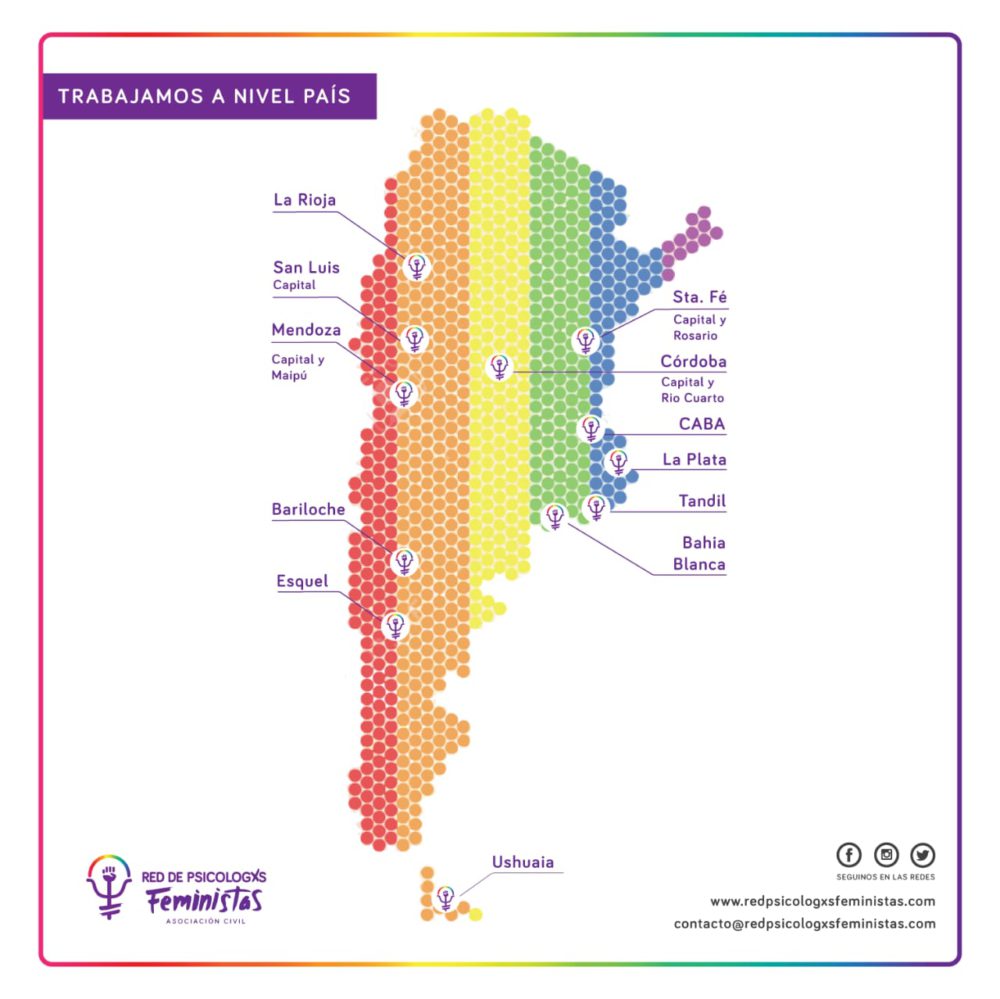 TRABAJAMOS A NIVEL PAÍS
La Rioja
San Luis
Capital
Mendoza
Capital y
Maipú
Bariloche
Esquel
Sta. Fé
Capital y
Rosario
Córdoba
Capital y
Rio Cuarto
CABA
La Plata
Tandil
Bahia
Blanca
Ushuaia
RED DE PSICOLOGXS
Feministas
ASOCIACIÓN CIVIL
SEGUINOS EN LAS REDES
www.redpsicologxsfeministas.com
contacto@redpsicologxsfeministas.com